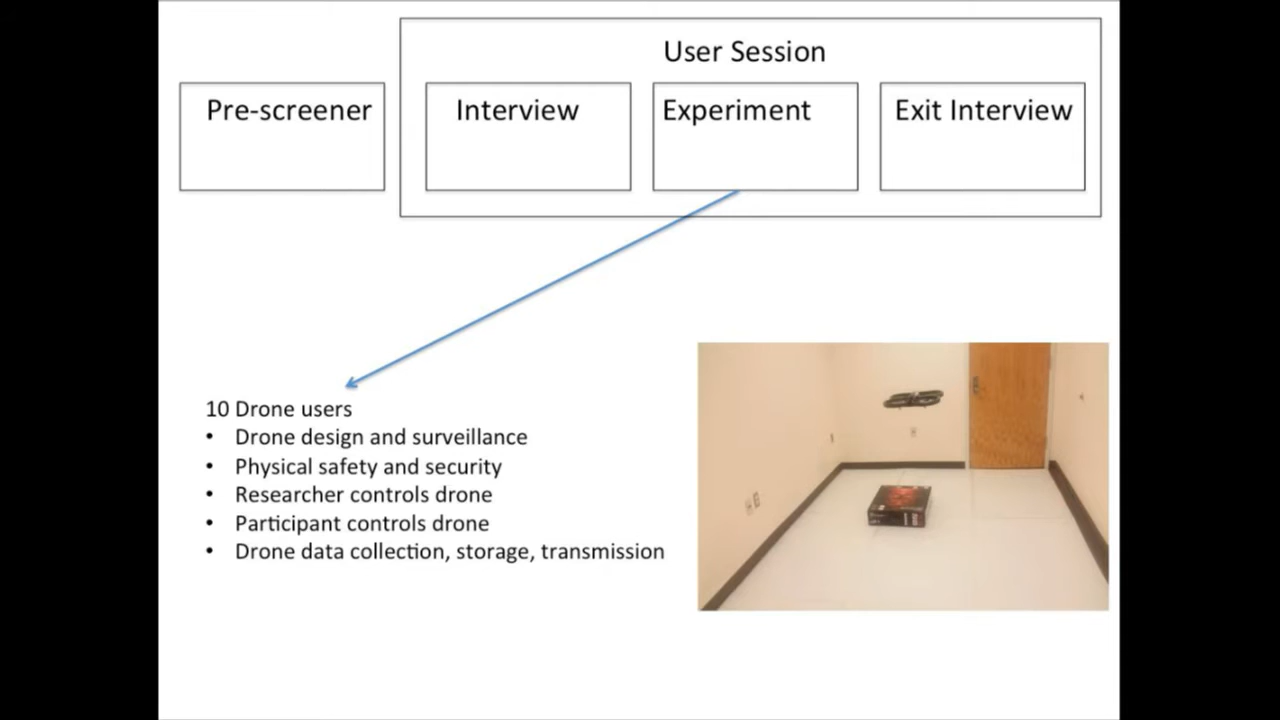 User Session
Pre-screener
Interview
Experiment
Exit Interview
10 Drone users
• Drone design and surveillance
• Physical safety and security
• Researcher controls drone
• Participant controls drone
• Drone data collection, storage, transmission